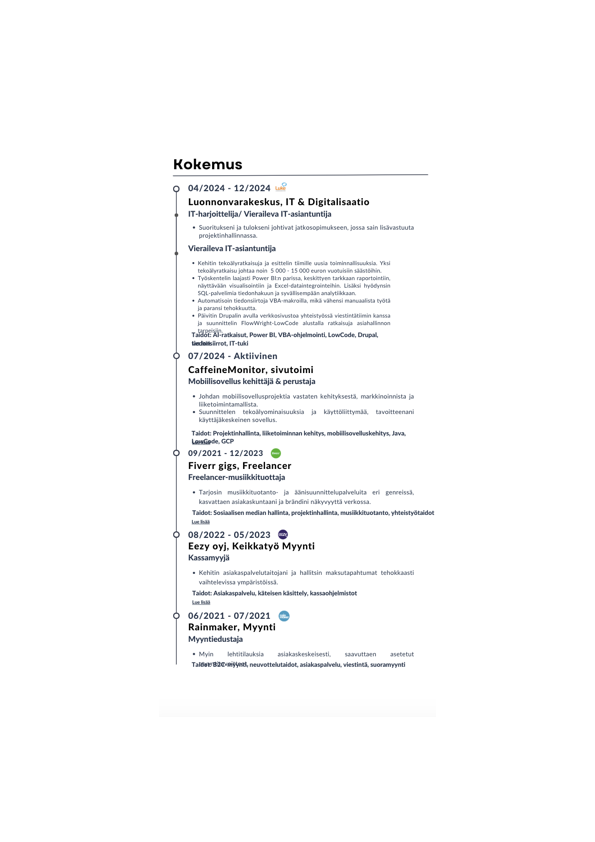 Kokemus
04/2024 - 12/2024
Luonnonvarakeskus, IT & Digitalisaatio
IT-harjoittelija/ Vieraileva IT-asiantuntija
• Suoritukseni ja tulokseni johtivat jatkosopimukseen, jossa sain lisävastuuta
projektinhallinnassa.
Vieraileva IT-asiantuntija
• Kehitin tekoälyratkaisuja ja esittelin tiimille uusia toiminnallisuuksia. Yksi
tekoälyratkaisu johtaa noin 5 000 - 15 000 euron vuotuisiin säästöihin.
• Työskentelin laajasti Power BI:n parissa, keskittyen tarkkaan raportointiin,
näyttävään visualisointiin ja Excel-dataintegrointeihin. Lisäksi hyödynsin
SQL-palvelimia tiedonhakuun ja syvällisempään analytiikkaan.
• Automatisoin tiedonsiirtoja VBA-makroilla, mikä vähensi manuaalista työtä
ja paransi tehokkuutta.
• Päivitin Drupalin avulla verkkosivustoa yhteistyössä viestintätiimin kanssa
ja suunnittelin FlowWright-LowCode alustalla ratkaisuja asiahallinnon
tarpeisiin.
Taidot: AI-ratkaisut, Power BI, VBA-ohjelmointi, LowCode, Drupal,
tiedonsiirrot, IT-tuki
07/2024 - Aktiivinen
CaffeineMonitor, sivutoimi
Mobiilisovellus kehittäjä & perustaja
• Johdan mobiilisovellusprojektia vastaten kehityksestä, markkinoinnista ja
liiketoimintamallista.
• Suunnittelen tekoälyominaisuuksia ja käyttöliittymää, tavoitteenani
käyttäjäkeskeinen sovellus.
Taidot: Projektinhallinta, liiketoiminnan kehitys, mobiilisovelluskehitys, Java,
LowCode, GCP
09/2021 - 12/2023
Fiverr gigs, Freelancer
Freelancer-musiikkituottaja
• Tarjosin musiikkituotanto- ja äänisuunnittelupalveluita eri genreissä,
kasvattaen asiakaskuntaani ja brändini näkyvyyttä verkossa.
Taidot: Sosiaalisen median hallinta, projektinhallinta, musiikkituotanto, yhteistyötaidot
Lue lisää
08/2022 - 05/2023
Eezy oyj, Keikkatyö Myynti
Kassamyyjä
• Kehitin asiakaspalvelutaitojani ja hallitsin maksutapahtumat tehokkaasti
vaihtelevissa ympäristöissä.
Taidot: Asiakaspalvelu, käteisen käsittely, kassaohjelmistot
Lue lisää
06/2021 - 07/2021
Rainmaker, Myynti
Myyntiedustaja
• Myin lehtitilauksia asiakaskeskeisesti, saavuttaen asetetut
Taidot: B2C-myynti, neuvottelutaidot, asiakaspalvelu, viestintä, suoramyynti